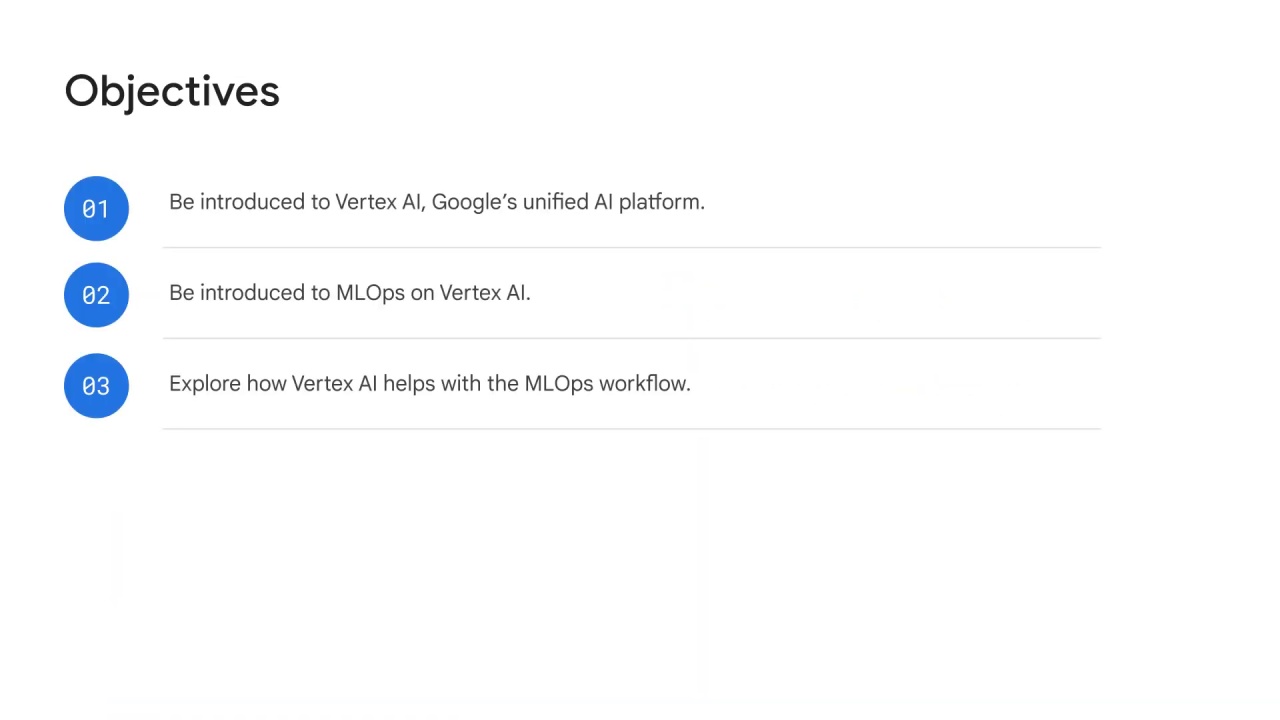 Objectives
01 Be introduced to Vertex AI, Google’s unified AI platform.
02 Be introduced to MLOps on Vertex AI.
03 Explore how Vertex AI helps with the MLOps workflow.